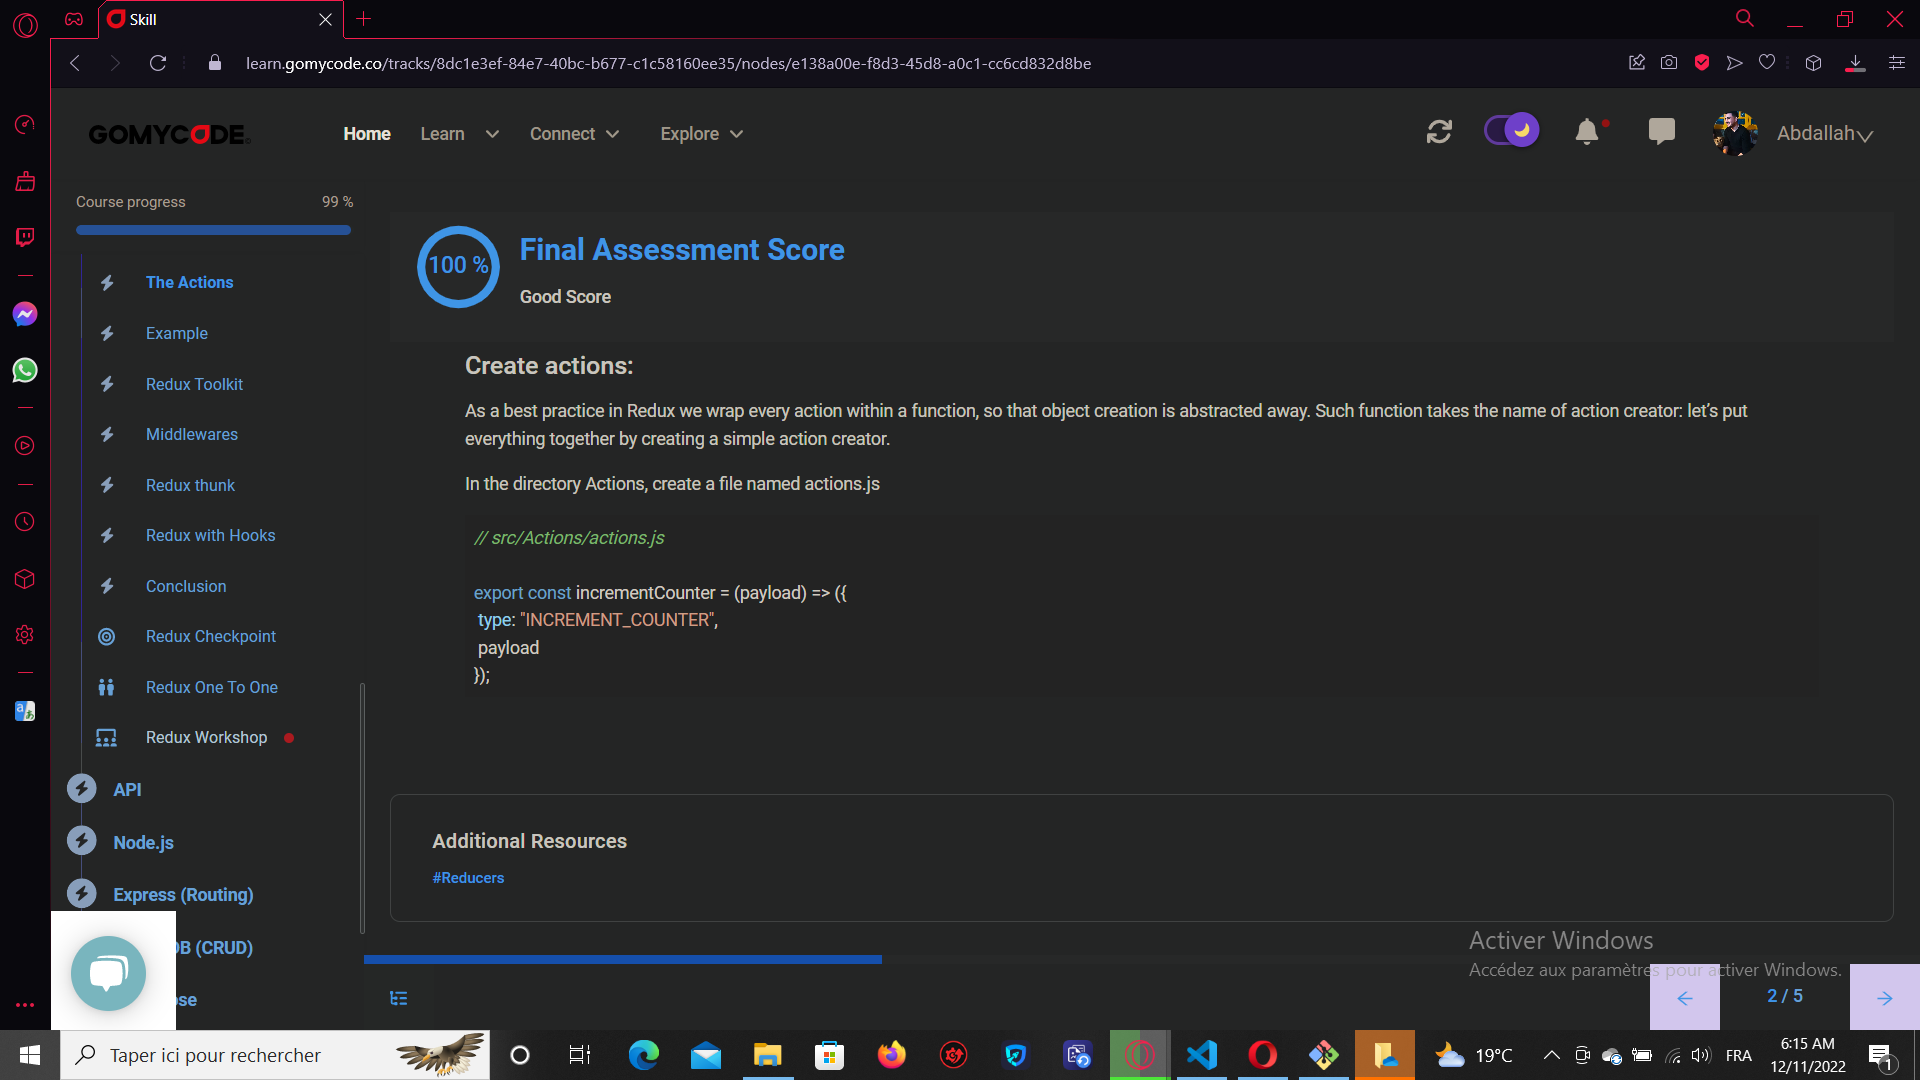 Skill
learn.gomycode.co/tracks/8dc1e3ef-84e7-40bc-b677-c1c58160ee35/nodes/e138a00e-f8d3-45d8-a0c1-cc6cd832d8be
GOMYCODE
Home
Learn
Connect
Explore
Abdallah
Course progress
99 %
The Actions
Example
Redux Toolkit
Middlewares
Redux thunk
Redux with Hooks
Conclusion
Redux Checkpoint
Redux One To One
Redux Workshop
API
Node.js
Express (Routing)
DB (CRUD)
100 %
Final Assessment Score
Good Score
Create actions:
As a best practice in Redux we wrap every action within a function, so that object creation is abstracted away. Such function takes the name of action creator: let’s put
everything together by creating a simple action creator.
In the directory Actions, create a file named actions.js
// src/Actions/actions.js
export const incrementCounter = (payload) => ({
type: "INCREMENT_COUNTER",
payload
});
Additional Resources
#Reducers
Activer Windows
Accédez aux paramètres pour activer Windows.
2 / 5
Taper ici pour rechercher
19°C
FRA
6:15 AM
12/11/2022
1